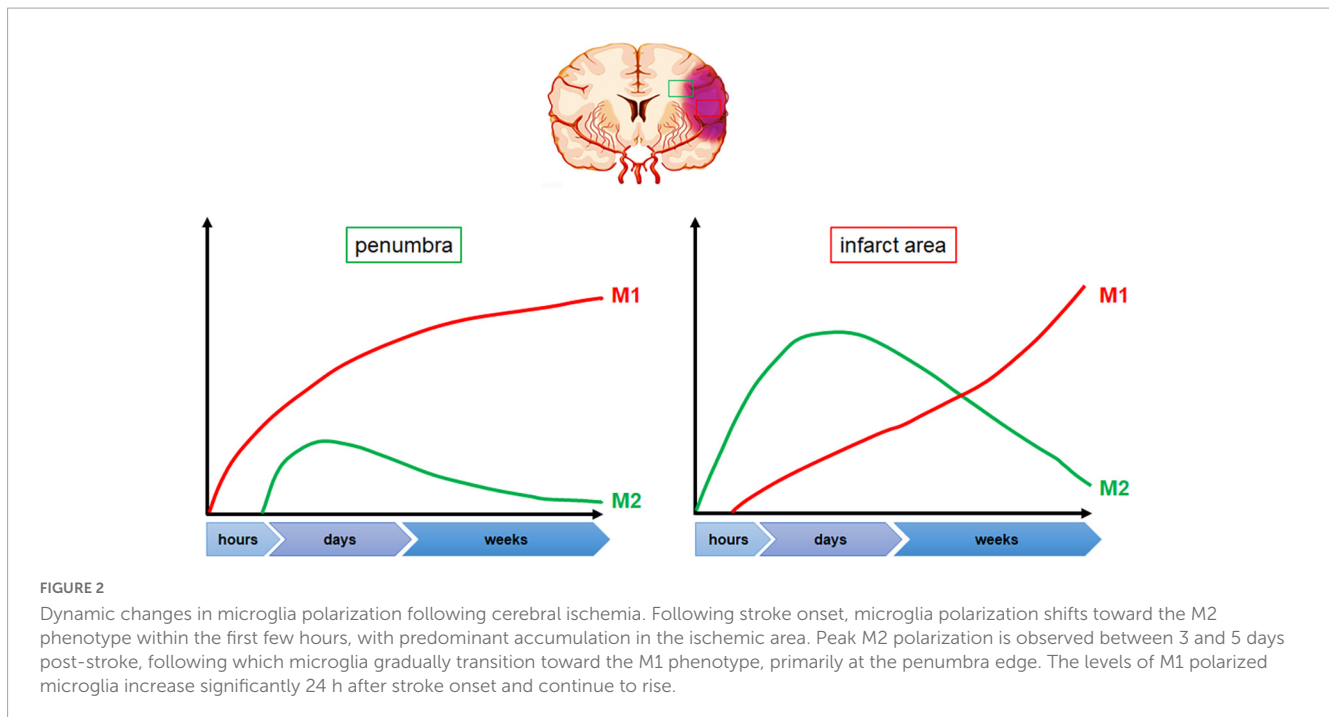 penumbra
M1
M2
hours
days
weeks
infarct area
M1
M2
hours
days
weeks
FIGURE 2
Dynamic changes in microglia polarization following cerebral ischemia. Following stroke onset, microglia polarization shifts toward the M2
phenotype within the first few hours, with predominant accumulation in the ischemic area. Peak M2 polarization is observed between 3 and 5 days
post-stroke, following which microglia gradually transition toward the M1 phenotype, primarily at the penumbra edge. The levels of M1 polarized
microglia increase significantly 24 h after stroke onset and continue to rise.